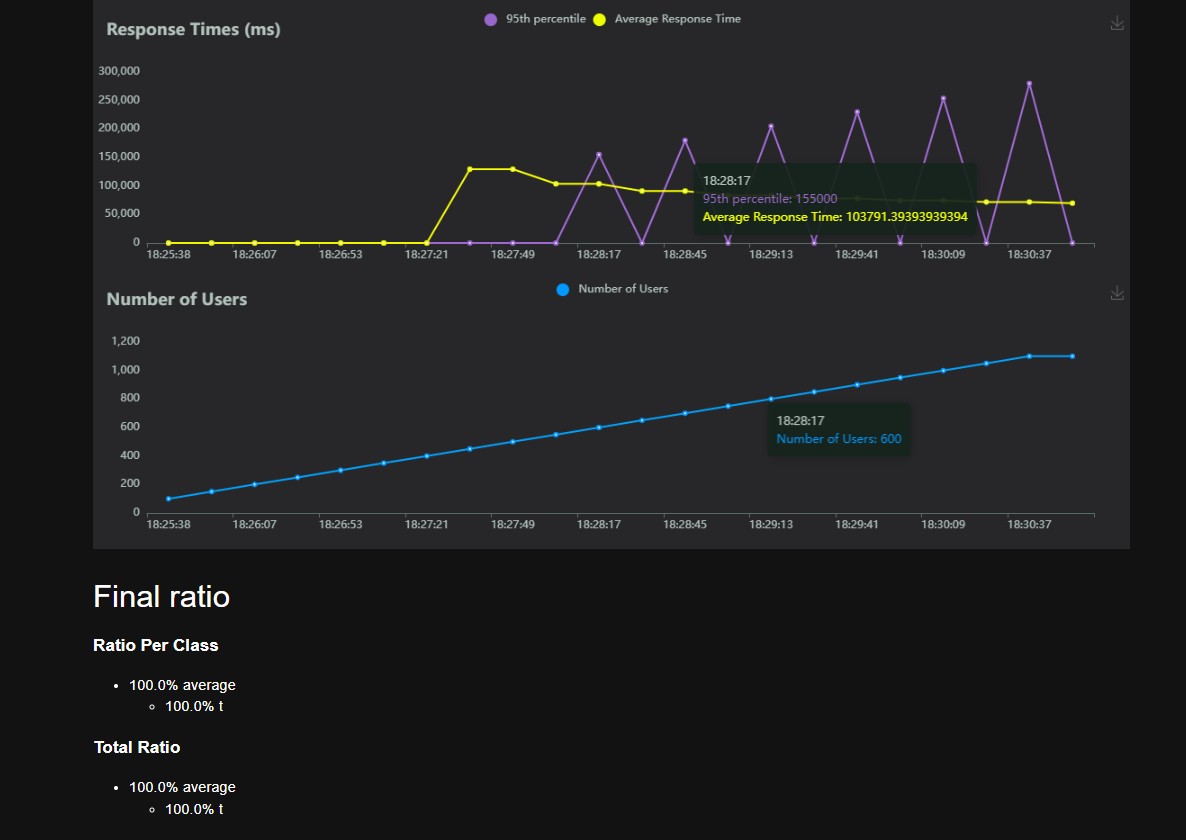 95th percentile Average Response Time
Response Times (ms)
300,000
250,000
200,000
150,000
100,000
50,000
0
18:28:17
95th percentile: 155000
Average Response Time: 103791.39393939394
18:25:38 18:26:07 18:26:53 18:27:21 18:27:49 18:28:17 18:28:45 18:29:13 18:29:41 18:30:09 18:30:37
Number of Users
Number of Users
1,200
1,000
800
600
400
200
0
18:28:17
Number of Users: 600
18:25:38 18:26:07 18:26:53 18:27:21 18:27:49 18:28:17 18:28:45 18:29:13 18:29:41 18:30:09 18:30:37
Final ratio
Ratio Per Class
• 100.0% average
◦ 100.0% t
Total Ratio
• 100.0% average
◦ 100.0% t